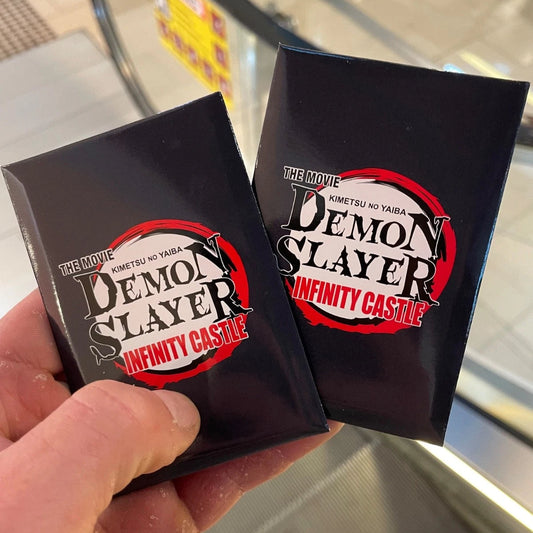 THE MOVIE
KIMETSU NO YAIBA
DEMON
SLAYER
INFINITY CASTLE
THE MOVIE
KIMETSU NO YAIBA
DEMON
SLAYER
INFINITY CASTLE